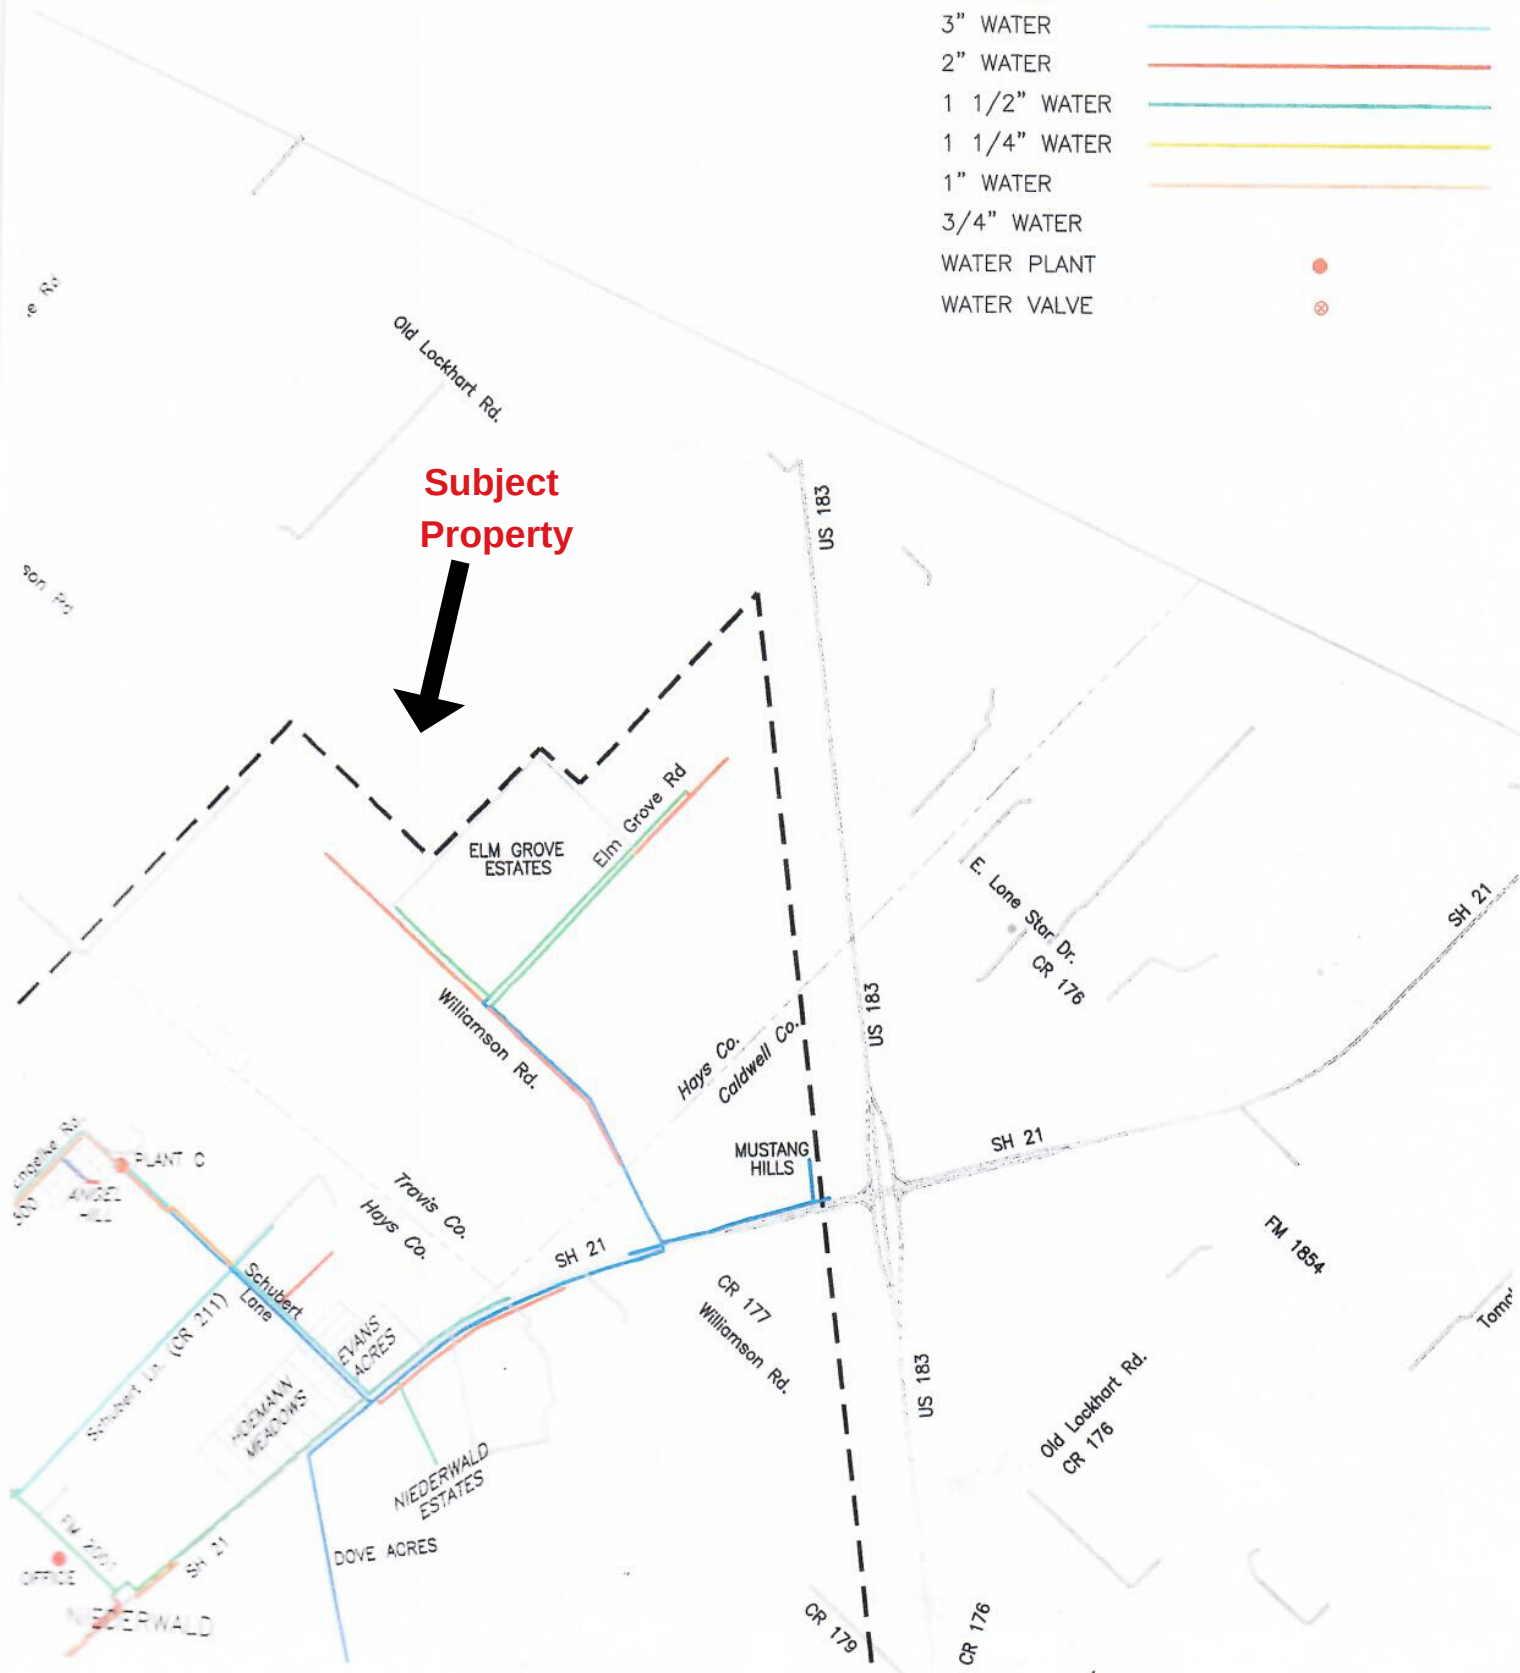 3" WATER
2" WATER
1 1/2" WATER
1 1/4" WATER
1" WATER
3/4" WATER
WATER PLANT
WATER VALVE
Old Lockhart Rd.
Subject
Property
US 183
Elm Grove Rd
ELM GROVE
ESTATES
E. Lone Star Dr.
CR 176
SH 21
Williamson Rd.
US 183
Hays Co.
Caldwell Co.
MUSTANG
HILLS
SH 21
PLANT C
ANGEL
HILL
Travis Co.
Hays Co.
SH 21
FM 1854
Schubert
Lane
CR 177
Williamson Rd.
Schubert Ln. (CR 211)
EVANS
ACRES
HOEMANN
MEADOWS
US 183
Old Lockhart Rd.
CR 176
NIEDERWALD
ESTATES
FM 2001
SH 21
DOVE ACRES
OFFICE
NIEDERWALD
CR 179
CR 176